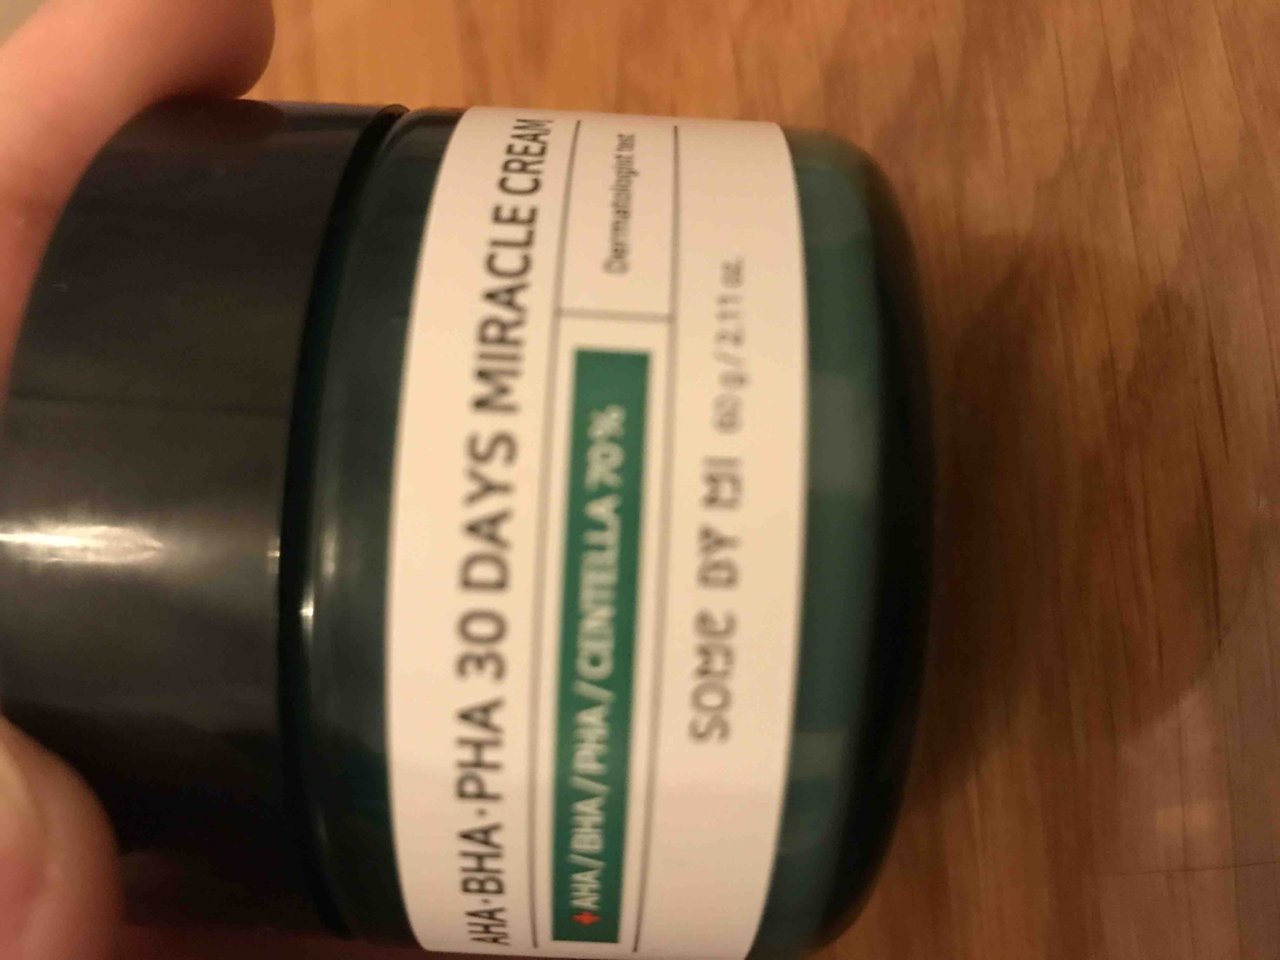 AHA·BHA·PHA 30 DAYS MIRACLE CREAM
Dermatologist test
+AHA/BHA/PHA/CENTELLA 70%
SOME BY MI 60 g / 2.11 oz.